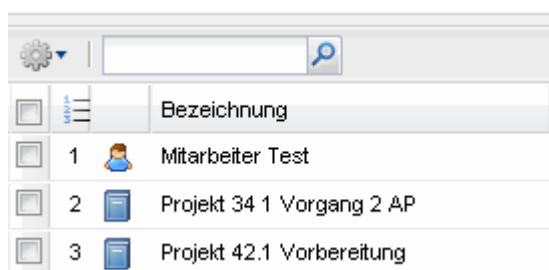 Bezeichnung
1 Mitarbeiter Test
2 Projekt 34 1 Vorgang 2 AP
3 Projekt 42.1 Vorbereitung